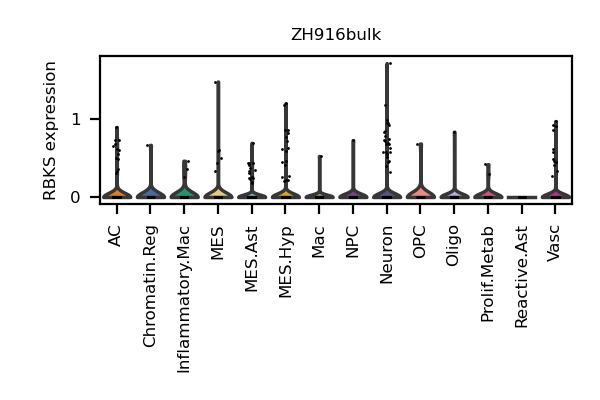 ZH916bulk
RBKS expression
1
0
AC
Chromatin.Reg
Inflammatory.Mac
MES
MES.Ast
MES.Hyp
Mac
NPC
Neuron
OPC
Oligo
Prolif.Metab
Reactive.Ast
Vasc